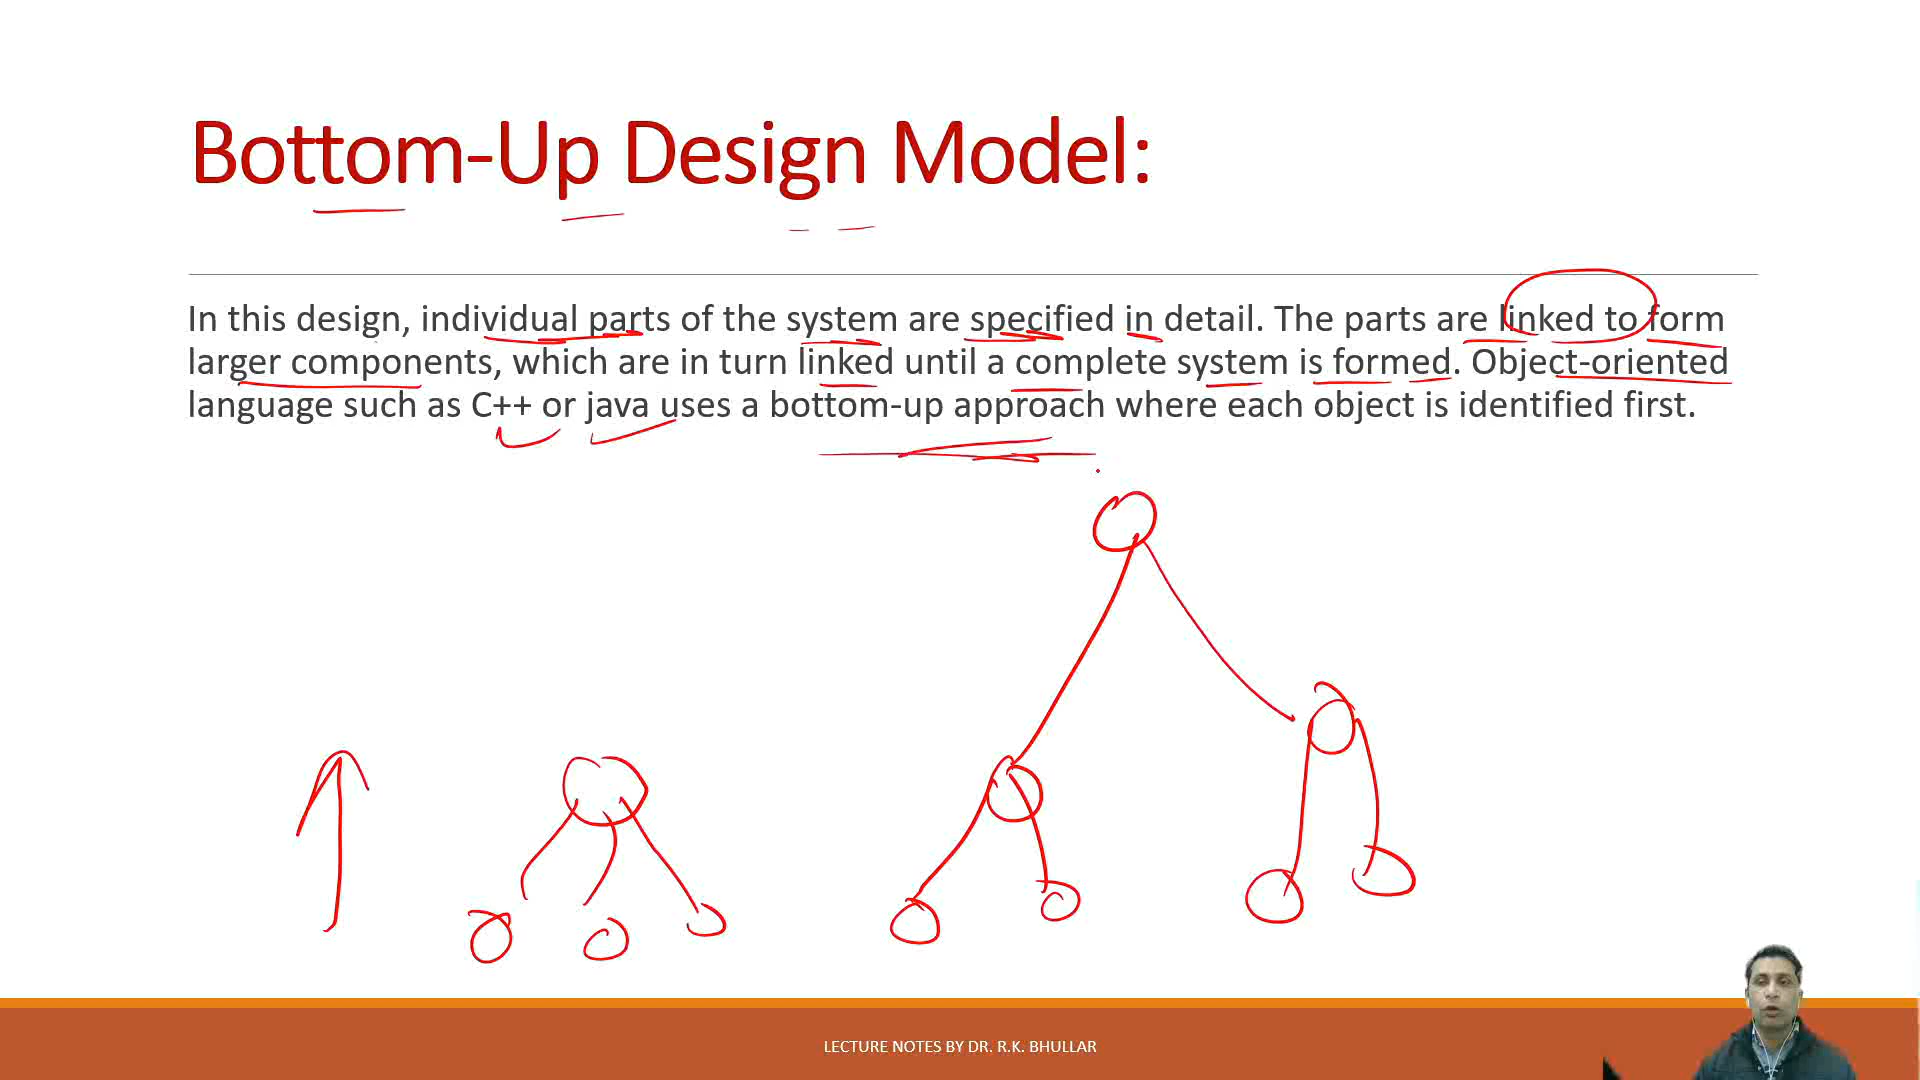 Bottom-Up Design Model:
In this design, individual parts of the system are specified in detail. The parts are linked to form
larger components, which are in turn linked until a complete system is formed. Object-oriented
language such as C++ or java uses a bottom-up approach where each object is identified first.
LECTURE NOTES BY DR. R.K. BHULLAR